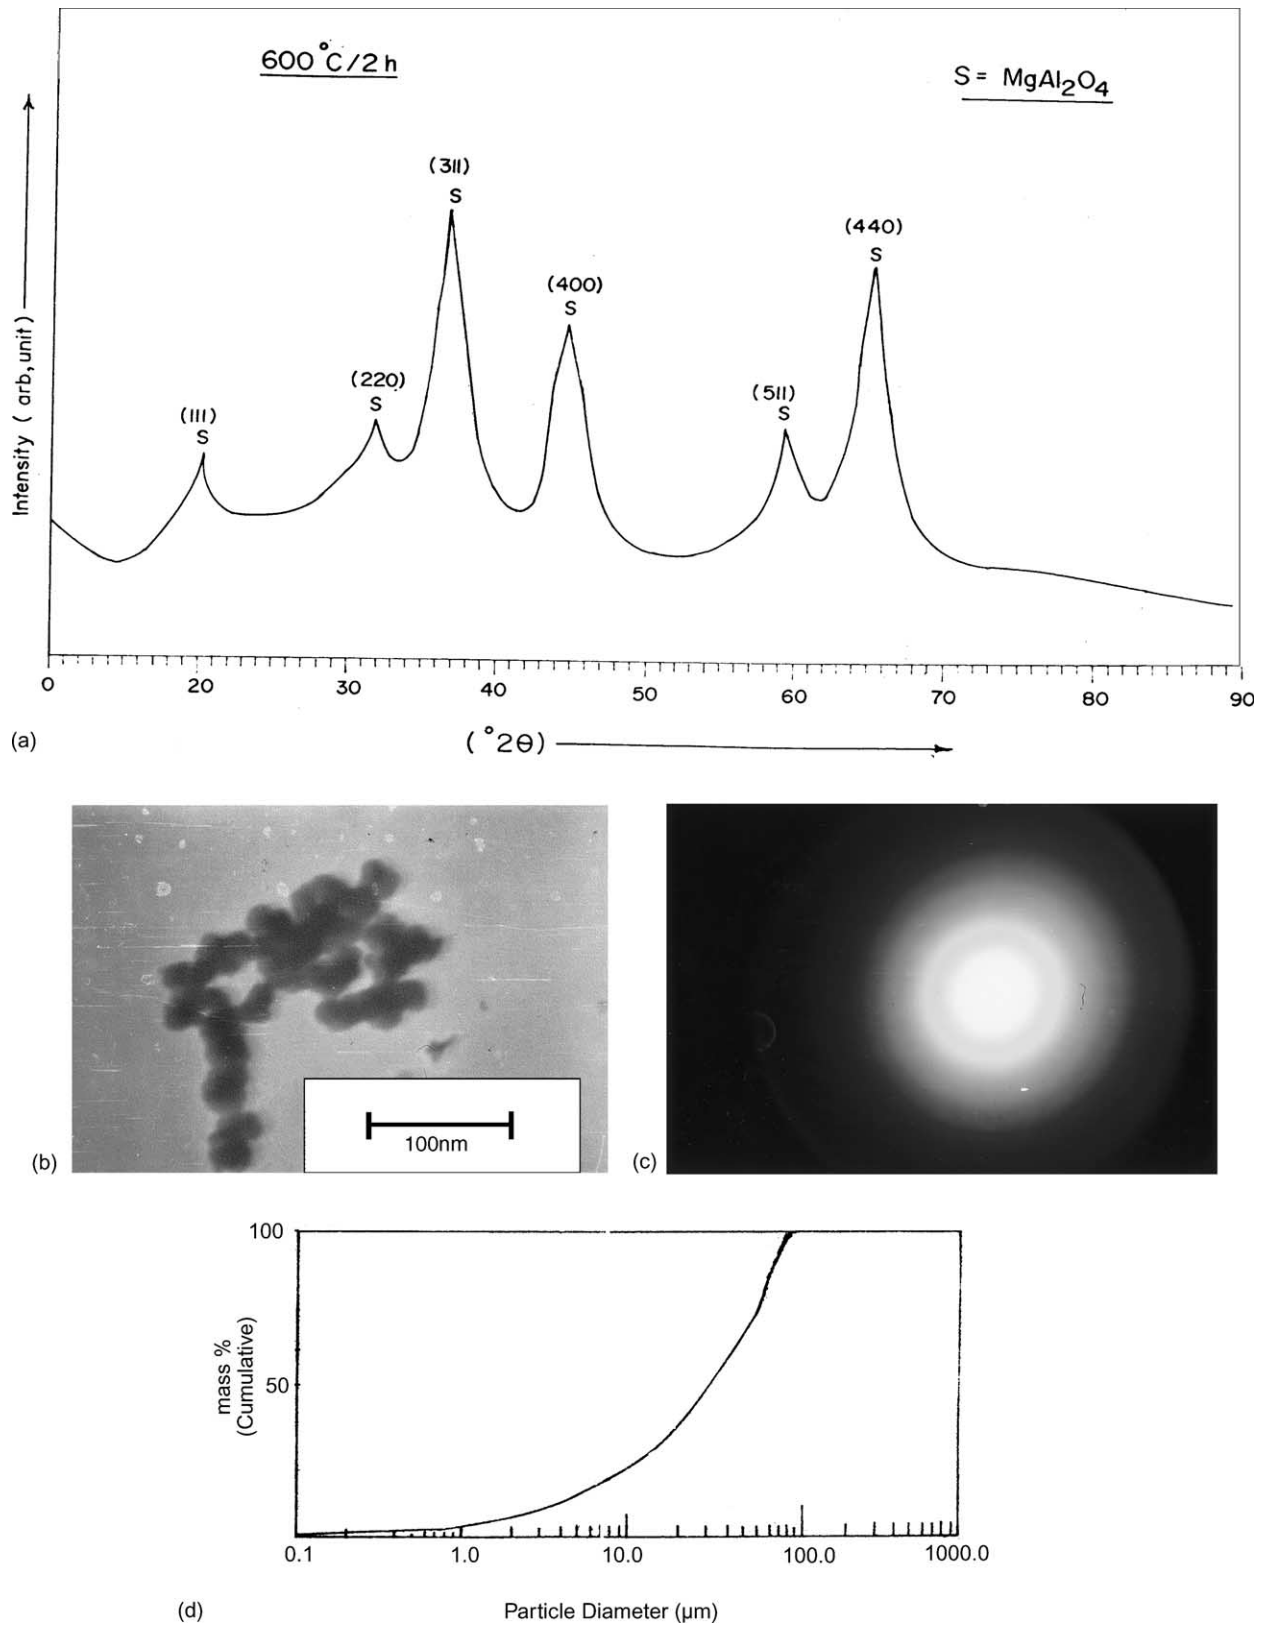 600°C/2 h
S = MgAl₂O₄
(311)
S
(440)
S
(400)
S
(220)
S
(511)
S
(111)
S
Intensity ( arb,unit)
0 20 30 40 50 60 70 80 90
(a)
( °2θ)
100nm
(b)
(c)
100
50
mass %
(Cumulative)
0.1 1.0 10.0 100.0 1000.0
(d)
Particle Diameter (µm)